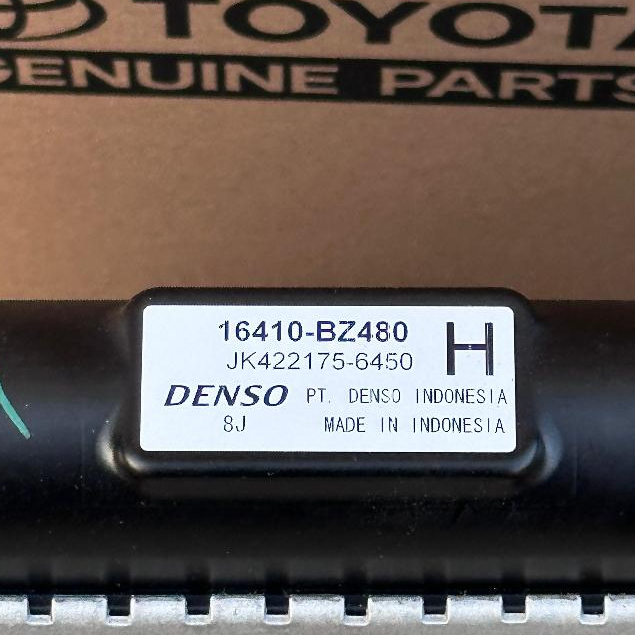 TOYOTA
GENUINE PARTS
16410-BZ480
H
JK422175-6450
DENSO PT. DENSO INDONESIA
8J MADE IN INDONESIA